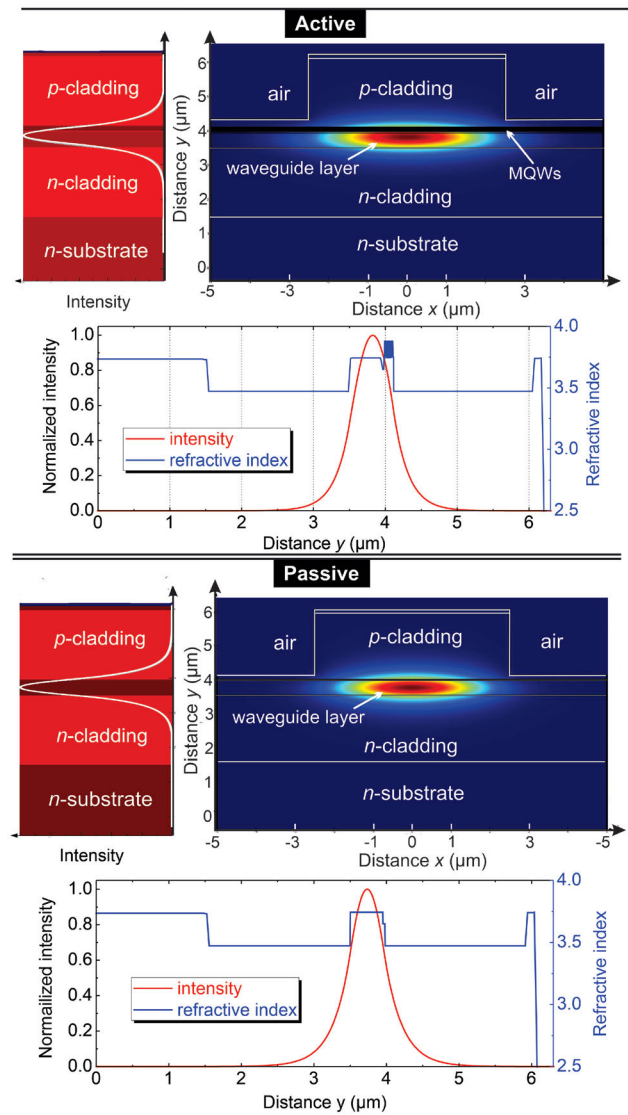 Active
p-cladding
n-cladding
n-substrate
Intensity
Distance y (µm)
6
5
4
3
2
1
0
air
p-cladding
air
waveguide layer
MQWs
n-cladding
n-substrate
-5
-3
-1
0
1
3
Distance x (µm)
Normalized intensity
1.0
0.8
0.6
0.4
0.2
0.0
intensity
refractive index
4.0
3.5
3.0
2.5
Refractive index
0 1 2 3 4 5 6
Distance y (µm)
Passive
p-cladding
n-cladding
n-substrate
Intensity
Distance y (µm)
6
5
4
3
2
1
0
air
p-cladding
air
waveguide layer
n-cladding
n-substrate
-5
-3
-1
0
1
3
-5
Distance x (µm)
Normailized intensity
1.0
0.8
0.6
0.4
0.2
0.0
intensity
refractive index
4.0
3.5
3.0
2.5
Refractive index
0 1 2 3 4 5 6
Distance y (µm)